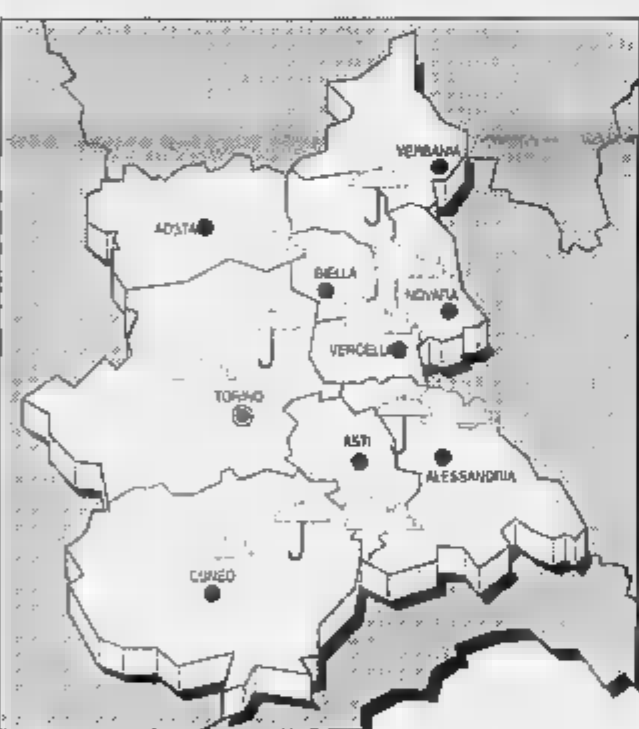 VERBANIA
AOSTA
BIELLA
NOVARA
VERCELLI
TORINO
ASTI
ALESSANDRIA
CUNEO